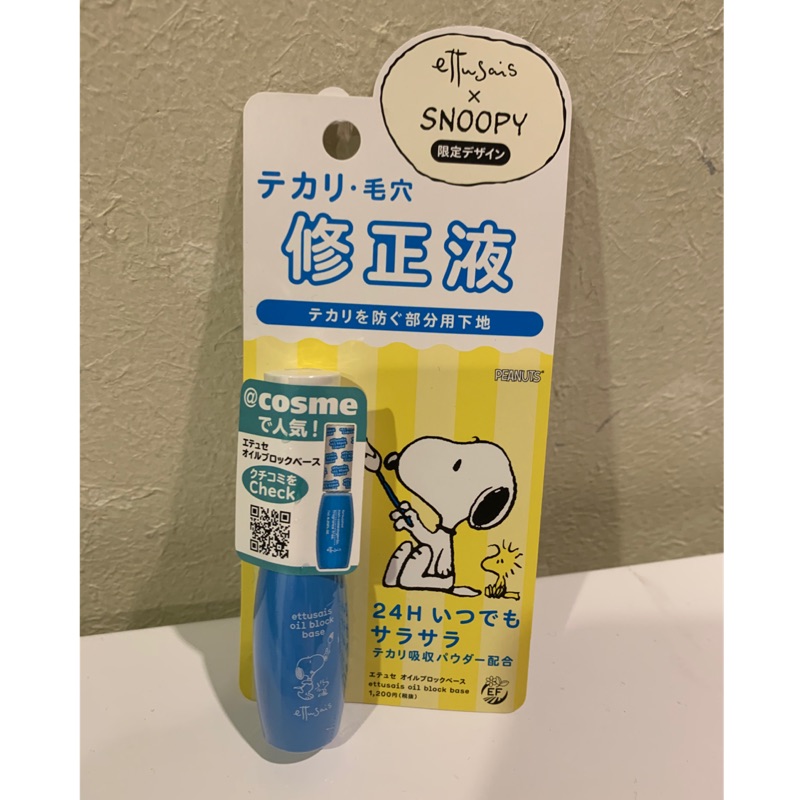 ettusais
×
SNOOPY
限定デザイン
テカリ・毛穴
修正液
テカリを防ぐ部分用下地
PEANUTS
@cosme
で人気!
エテュセ
オイルブロックベース
クチコミを
Check
24H いつでも
サラサラ
テカリ吸収パウダー配合
エテュセ オイルブロックベース
ettusais oil block base
1,200円(税抜)
EF
ettusais
oil block
base
ettusais